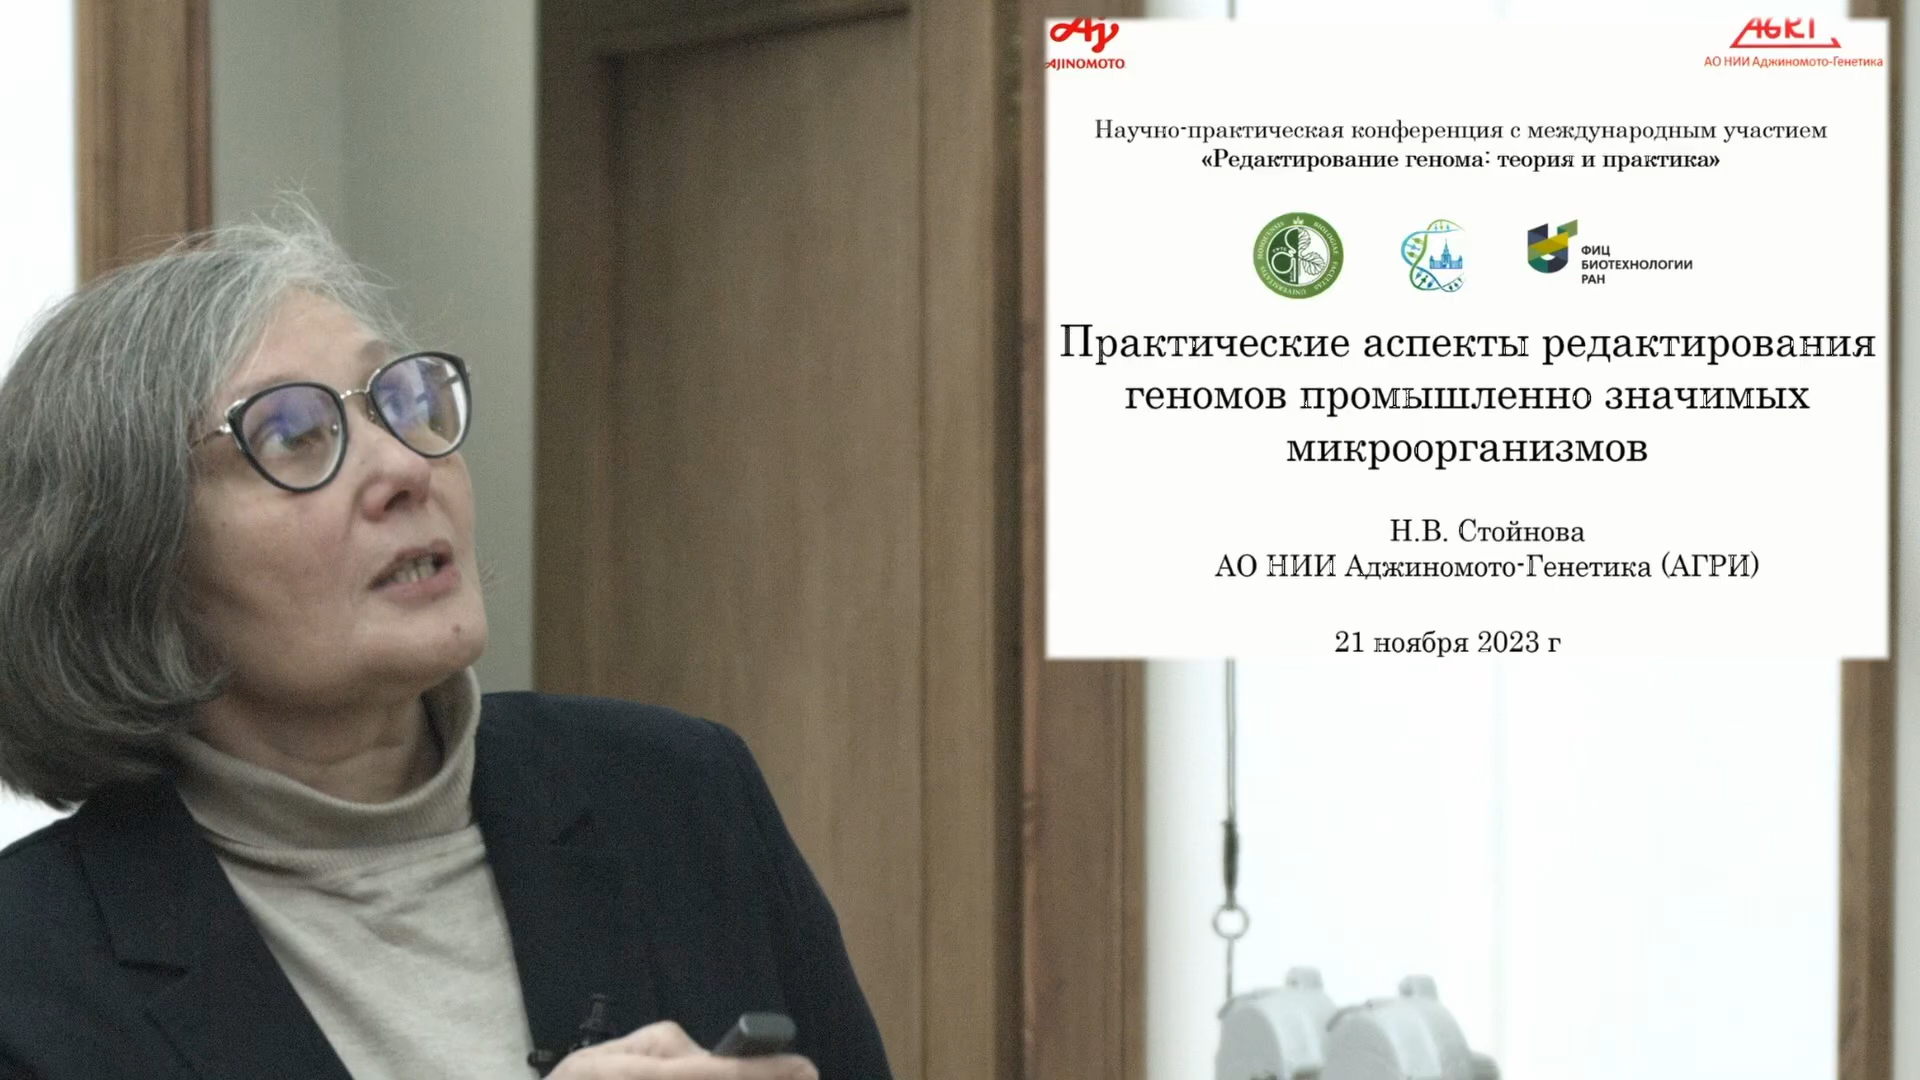 AJINOMOTO
AGRI
АО НИИ Аджиномото-Генетика
Научно-практическая конференция с международным участием
«Редактирование генома: теория и практика»
ФИЦ
БИОТЕХНОЛОГИИ
РАН
Практические аспекты редактирования
геномов промышленно значимых
микроорганизмов
Н.В. Стойнова
АО НИИ Аджиномото-Генетика (АГРИ)
21 ноября 2023 г